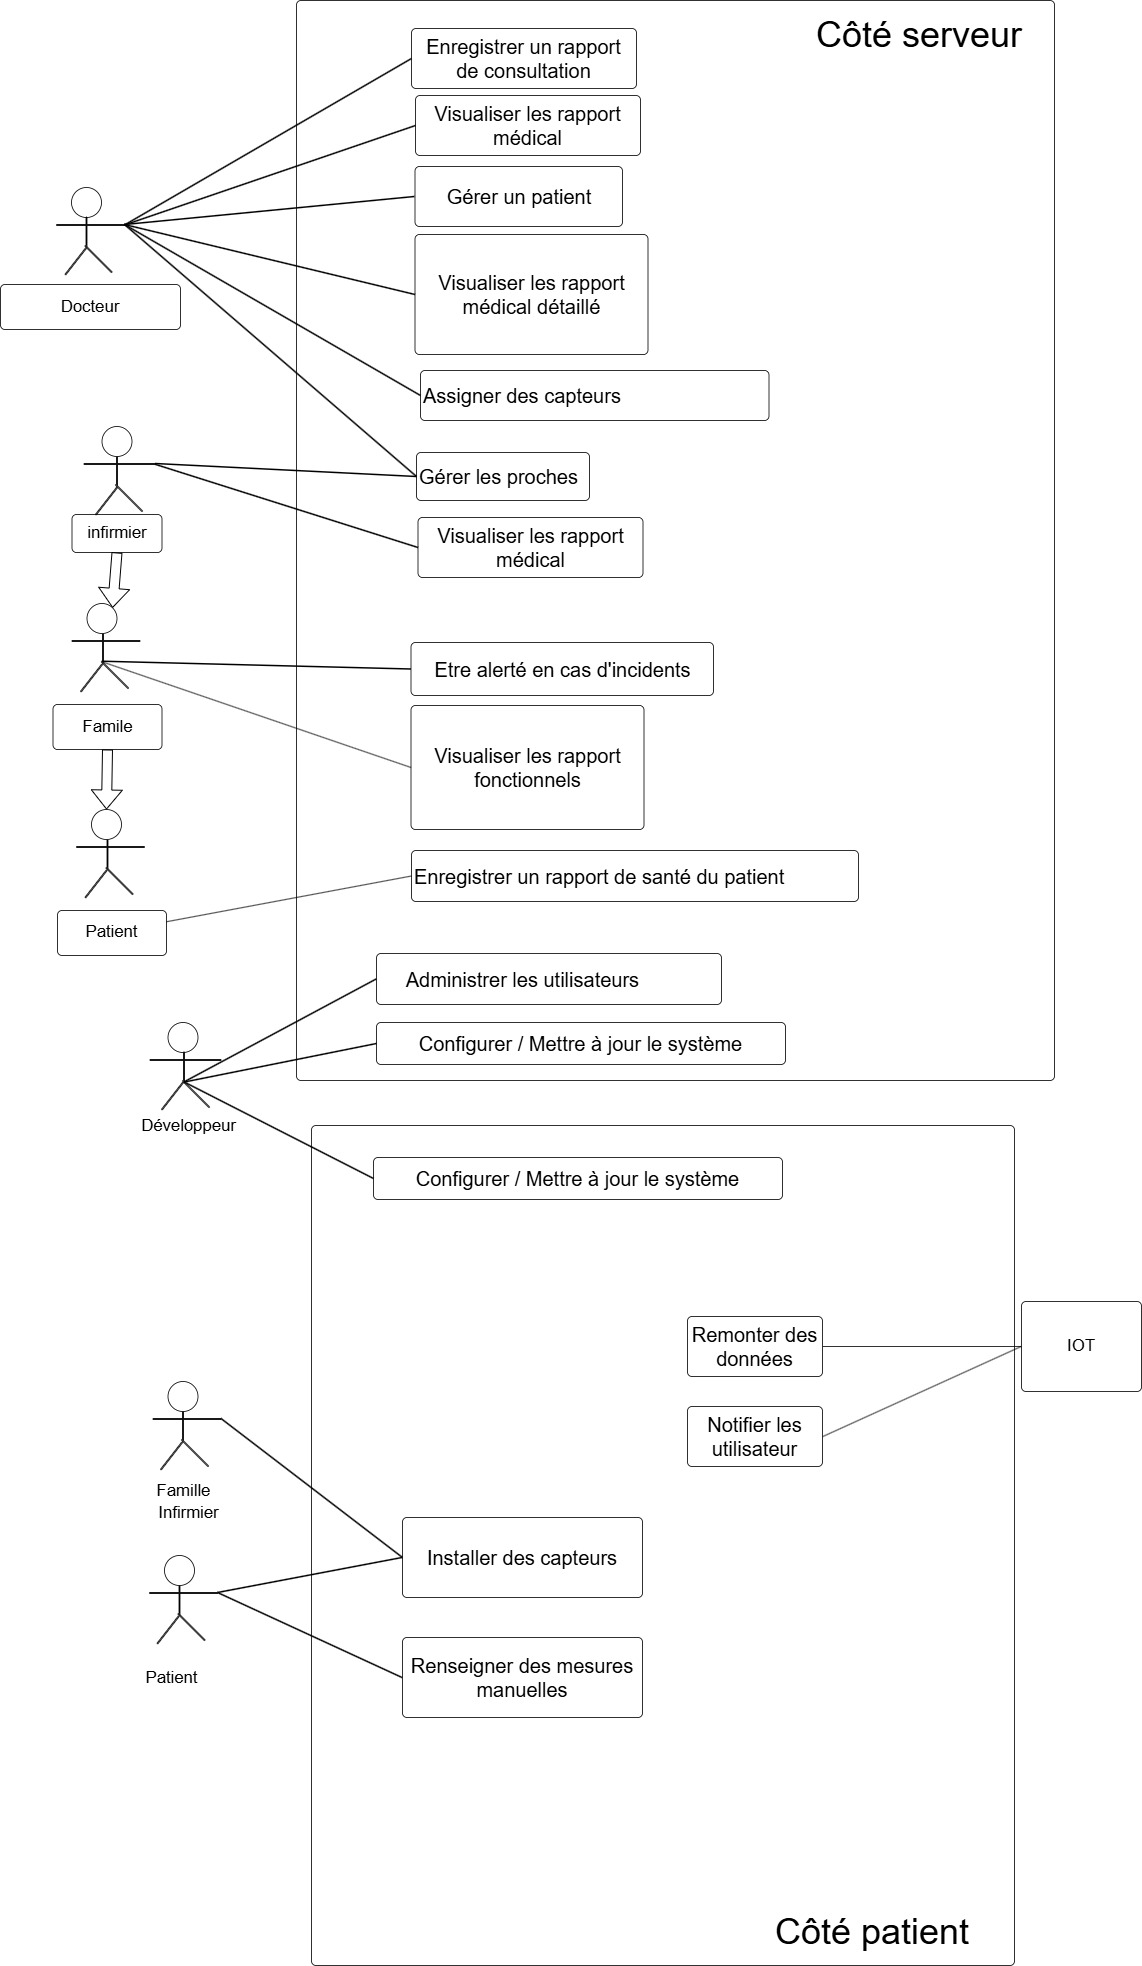 Côté serveur
Enregistrer un rapport
de consultation
Visualiser les rapport
médical
Gérer un patient
Visualiser les rapport
médical détaillé
Docteur
Assigner des capteurs
Gérer les proches
infirmier
Visualiser les rapport
médical
Etre alerté en cas d'incidents
Famile
Visualiser les rapport
fonctionnels
Enregistrer un rapport de santé du patient
Patient
Administrer les utilisateurs
Configurer / Mettre à jour le système
Développeur
Configurer / Mettre à jour le système
Remonter des
données
IOT
Notifier les
utilisateur
Famille
Infirmier
Installer des capteurs
Patient
Renseigner des mesures
manuelles
Côté patient